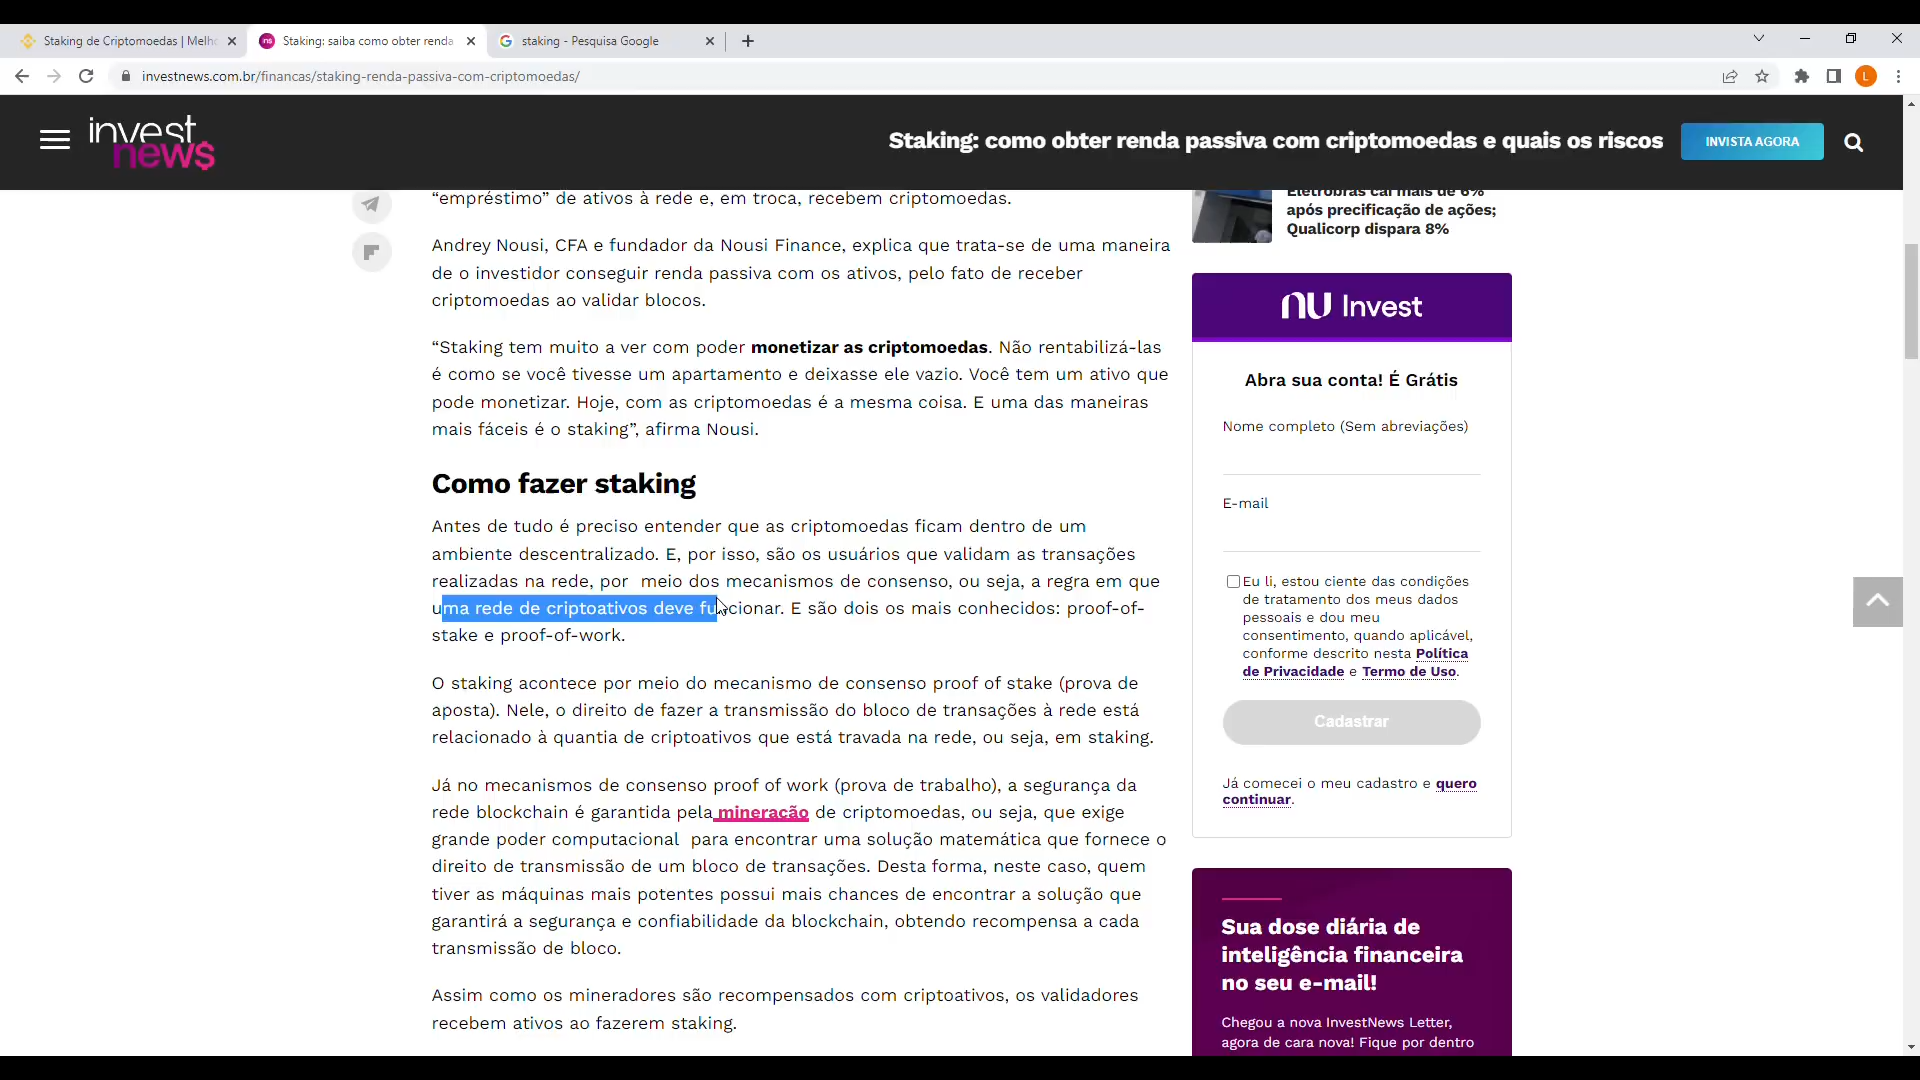 Staking de Criptomoedas | Melh
Staking: saiba como obter renda
staking - Pesquisa Google
investnews.com.br/financas/staking-renda-passiva-com-criptomoedas/
L
invest
new$
Staking: como obter renda passiva com criptomoedas e quais os riscos
INVISTA AGORA
“empréstimo” de ativos à rede e, em troca, recebem criptomoedas.
Andrey Nousi, CFA e fundador da Nousi Finance, explica que trata-se de uma maneira
de o investidor conseguir renda passiva com os ativos, pelo fato de receber
criptomoedas ao validar blocos.
“Staking tem muito a ver com poder monetizar as criptomoedas. Não rentabilizá-las
é como se você tivesse um apartamento e deixasse ele vazio. Você tem um ativo que
pode monetizar. Hoje, com as criptomoedas é a mesma coisa. E uma das maneiras
mais fáceis é o staking”, afirma Nousi.
Como fazer staking
Antes de tudo é preciso entender que as criptomoedas ficam dentro de um
ambiente descentralizado. E, por isso, são os usuários que validam as transações
realizadas na rede, por meio dos mecanismos de consenso, ou seja, a regra em que
uma rede de criptoativos deve funcionar. E são dois os mais conhecidos: proof-of-
stake e proof-of-work.
O staking acontece por meio do mecanismo de consenso proof of stake (prova de
aposta). Nele, o direito de fazer a transmissão do bloco de transações à rede está
relacionado à quantia de criptoativos que está travada na rede, ou seja, em staking.
Já no mecanismos de consenso proof of work (prova de trabalho), a segurança da
rede blockchain é garantida pela mineração de criptomoedas, ou seja, que exige
grande poder computacional para encontrar uma solução matemática que fornece o
direito de transmissão de um bloco de transações. Desta forma, neste caso, quem
tiver as máquinas mais potentes possui mais chances de encontrar a solução que
garantirá a segurança e confiabilidade da blockchain, obtendo recompensa a cada
transmissão de bloco.
Assim como os mineradores são recompensados com criptoativos, os validadores
recebem ativos ao fazerem staking.
Eletrobras cai mais de 6%
após precificação de ações;
Qualicorp dispara 8%
nu Invest
Abra sua conta! É Grátis
Nome completo (Sem abreviações)
E-mail
Eu li, estou ciente das condições
de tratamento dos meus dados
pessoais e dou meu
consentimento, quando aplicável,
conforme descrito nesta Política
de Privacidade e Termo de Uso.
Cadastrar
Já comecei o meu cadastro e quero
continuar.
Sua dose diária de
inteligência financeira
no seu e-mail!
Chegou a nova InvestNews Letter,
agora de cara nova! Fique por dentro